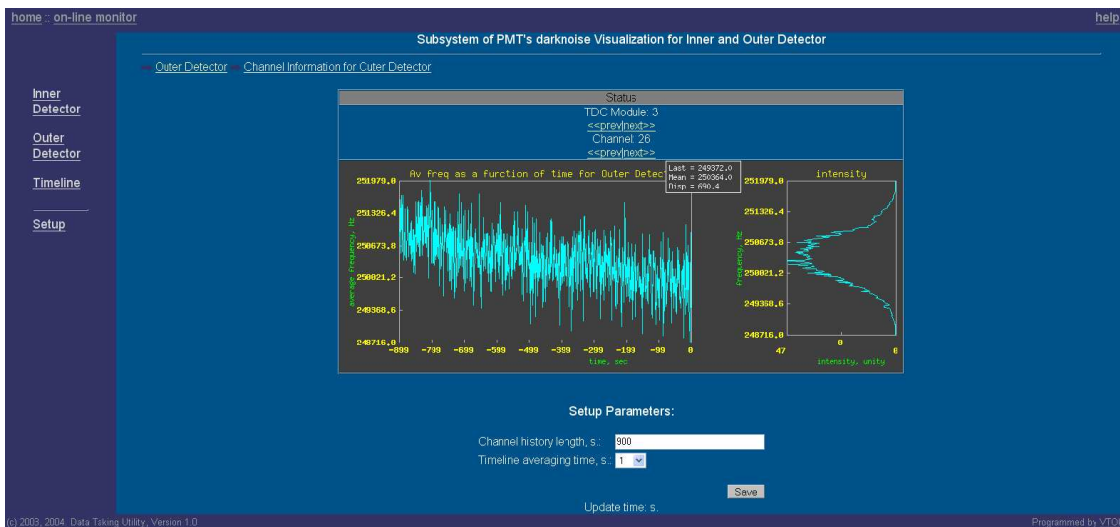 home :: on-line monitor
help
Subsystem of PMT's darknoise Visualization for Inner and Outer Detector
Outer Detector Channel Information for Outer Detector
Inner
Detector
Outer
Detector
Timeline
Setup
Status
TDC Module: 3
<<prev|next>>
Channel: 26
<<prev|next>>
Av freq as a function of time for Outer Detec
Last = 249372.0
Mean = 250364.0
Disp = 690.4
251979.0
251326.4
250673.8
250021.2
249368.6
248716.0
average frequency, Hz
-899 -799 -699 -599 -499 -399 -299 -199 -99 0
time, sec
intensity
251979.0
251326.4
250673.8
250021.2
249368.6
248716.0
frequency, Hz
47 0 0
intensity, unity
Setup Parameters:
Channel history length, s.: 900
Timeline averaging time, s.: 1
Save
Update time: s.
(c) 2003, 2004. Data Taking Utility, Version 1.0
Programmed by